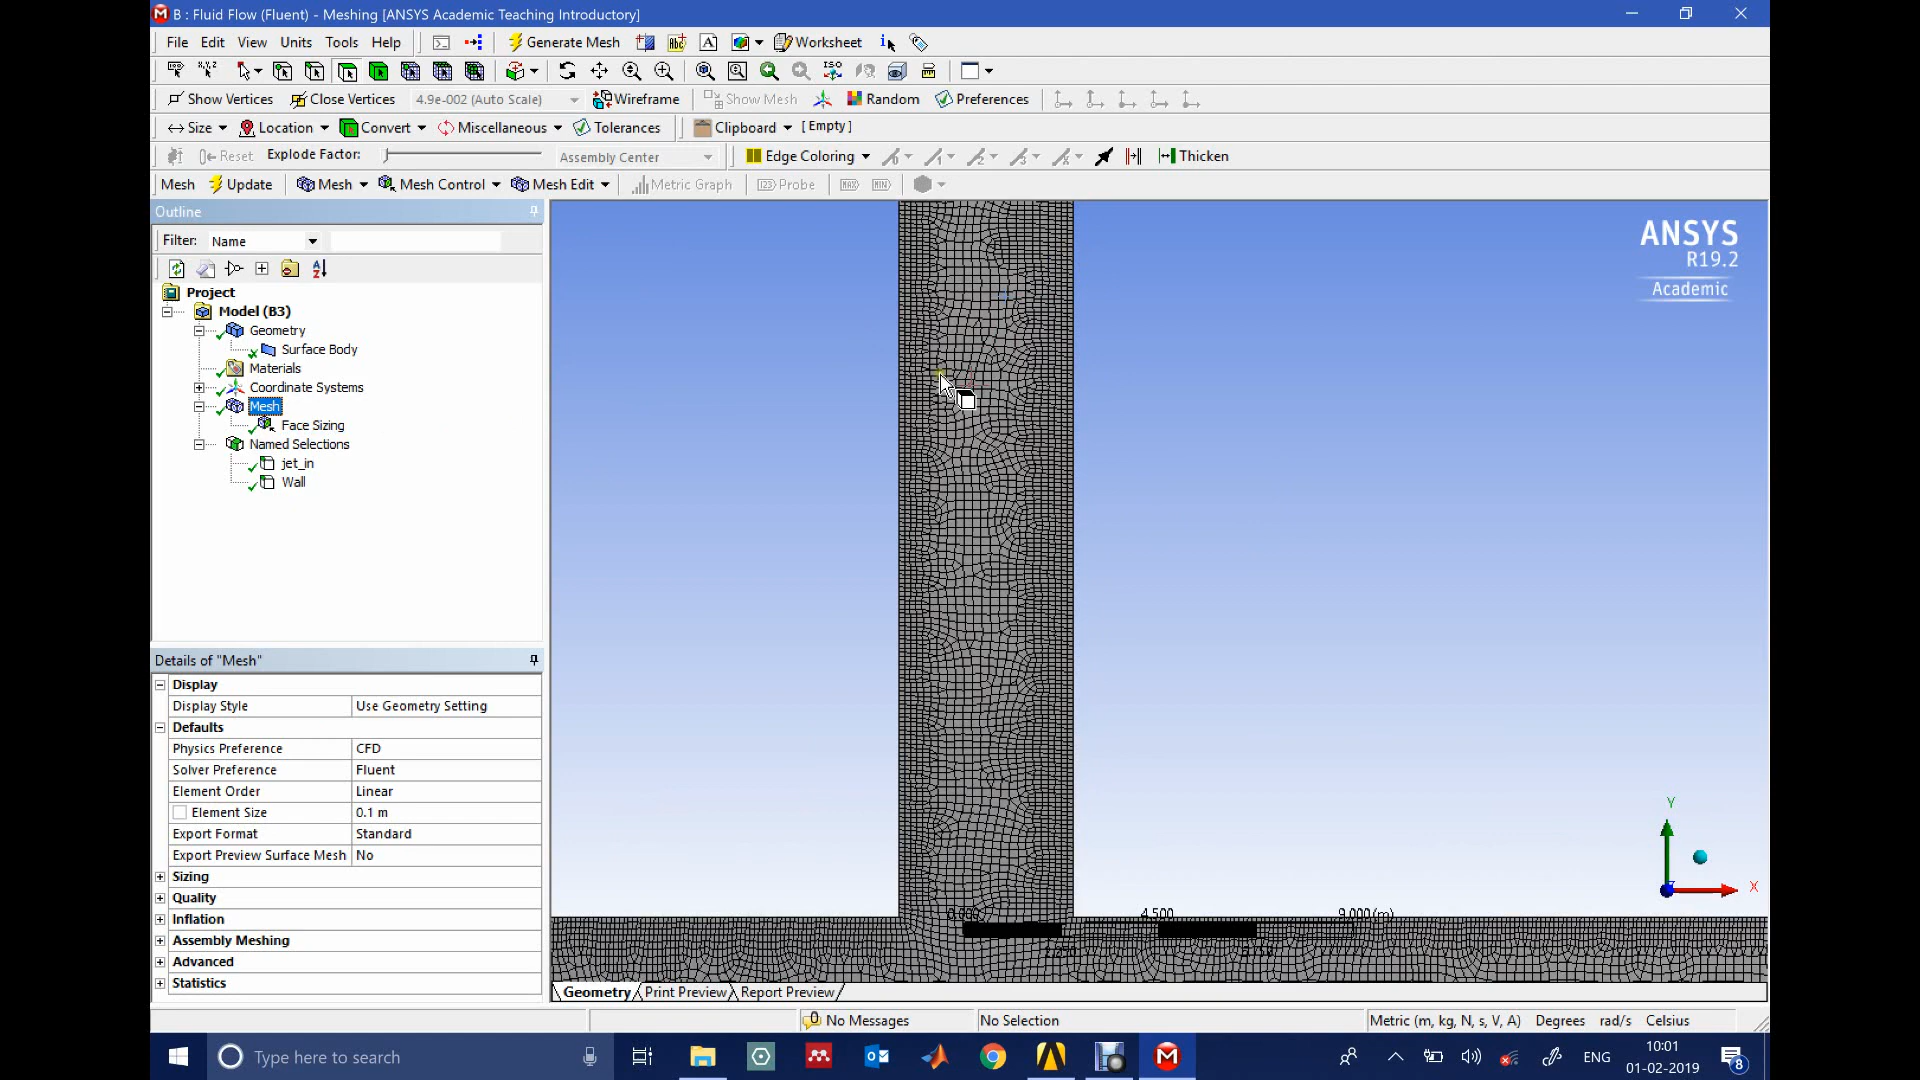 B : Fluid Flow (Fluent) - Meshing [ANSYS Academic Teaching Introductory]
File Edit View Units Tools Help Generate Mesh Worksheet
Show Vertices Close Vertices 4.9e-002 (Auto Scale) Wireframe Show Mesh Random Preferences
Size Location Convert Miscellaneous Tolerances Clipboard [ Empty ]
Reset Explode Factor: Assembly Center Edge Coloring Thicken
Mesh Update Mesh Mesh Control Mesh Edit Metric Graph Probe
Outline
Filter: Name
Project
Model (B3)
Geometry
Surface Body
Materials
Coordinate Systems
Mesh
Face Sizing
Named Selections
jet_in
Wall
ANSYS
R19.2
Academic
Details of "Mesh"
Display
Display Style Use Geometry Setting
Defaults
Physics Preference CFD
Solver Preference Fluent
Element Order Linear
Element Size 0.1 m
Export Format Standard
Export Preview Surface Mesh No
Sizing
Quality
Inflation
Assembly Meshing
Advanced
Statistics
Y
X
0.000 4.500 9.000 (m)
Geometry Print Preview Report Preview
No Messages No Selection Metric (m, kg, N, s, V, A) Degrees rad/s Celsius
Type here to search
ENG
10:01
01-02-2019
8